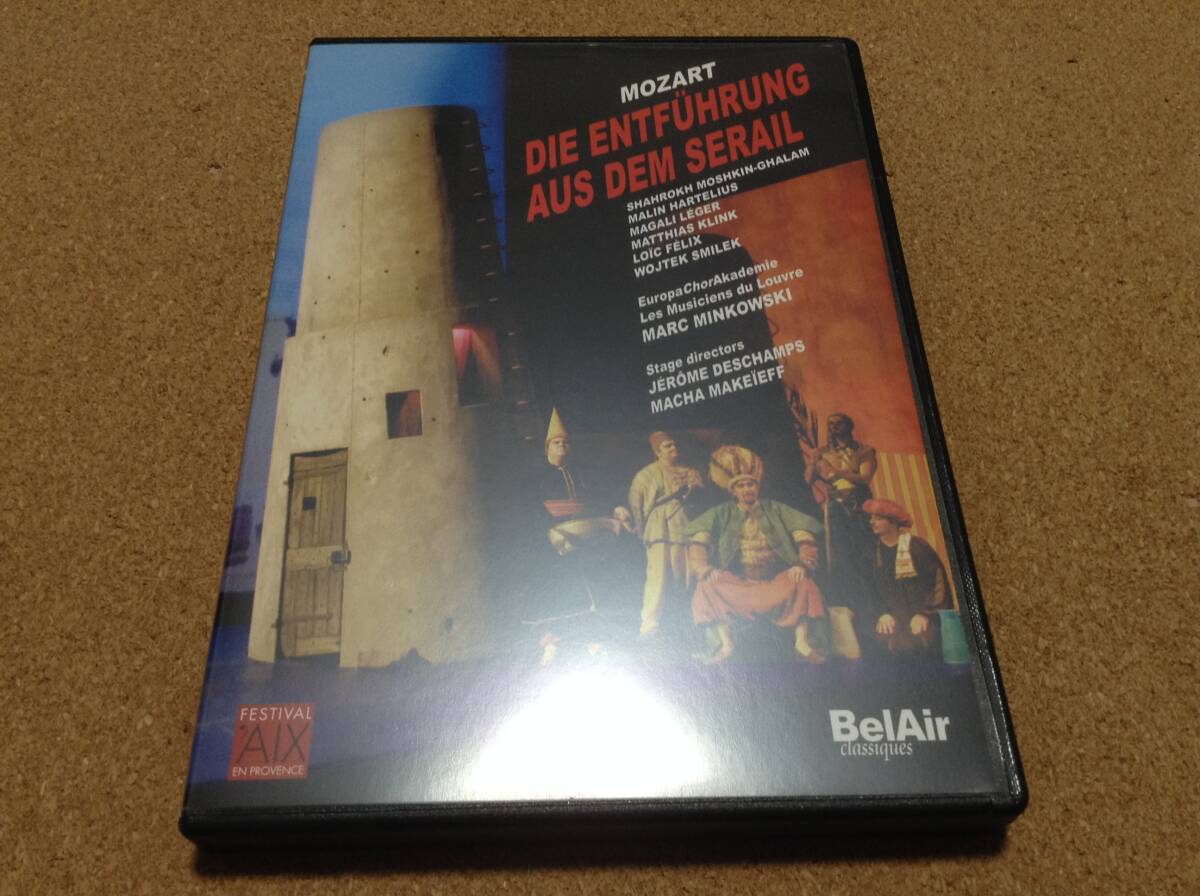 MOZART
DIE ENTFÜHRUNG
AUS DEM SERAIL
SHAHROKH MOSHKIN-GHALAM
MALIN HARTELIUS
MAGALI LÉGER
MATTHIAS KLINK
LOÏC FÉLIX
WOJTEK SMILEK
EuropaChorAkademie
Les Musiciens du Louvre
MARC MINKOWSKI
Stage directors
JÉRÔME DESCHAMPS
MACHA MAKEÏEFF
FESTIVAL
D'AIX
EN PROVENCE
BelAir
classiques